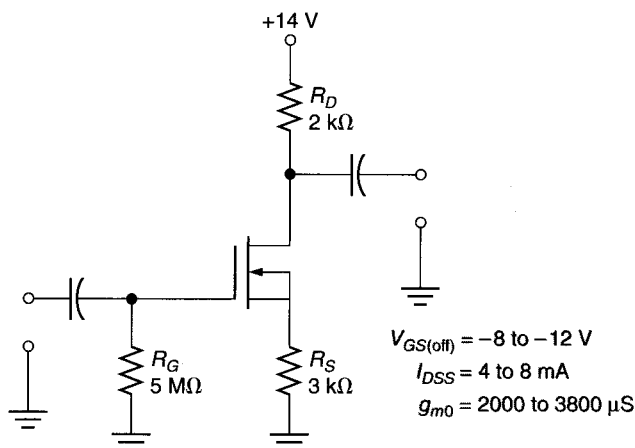 +14 V
R_D
2 kΩ
R_G
5 MΩ
R_S
3 kΩ
V_GS(off) = −8 to −12 V
I_DSS = 4 to 8 mA
g_m0 = 2000 to 3800 μS